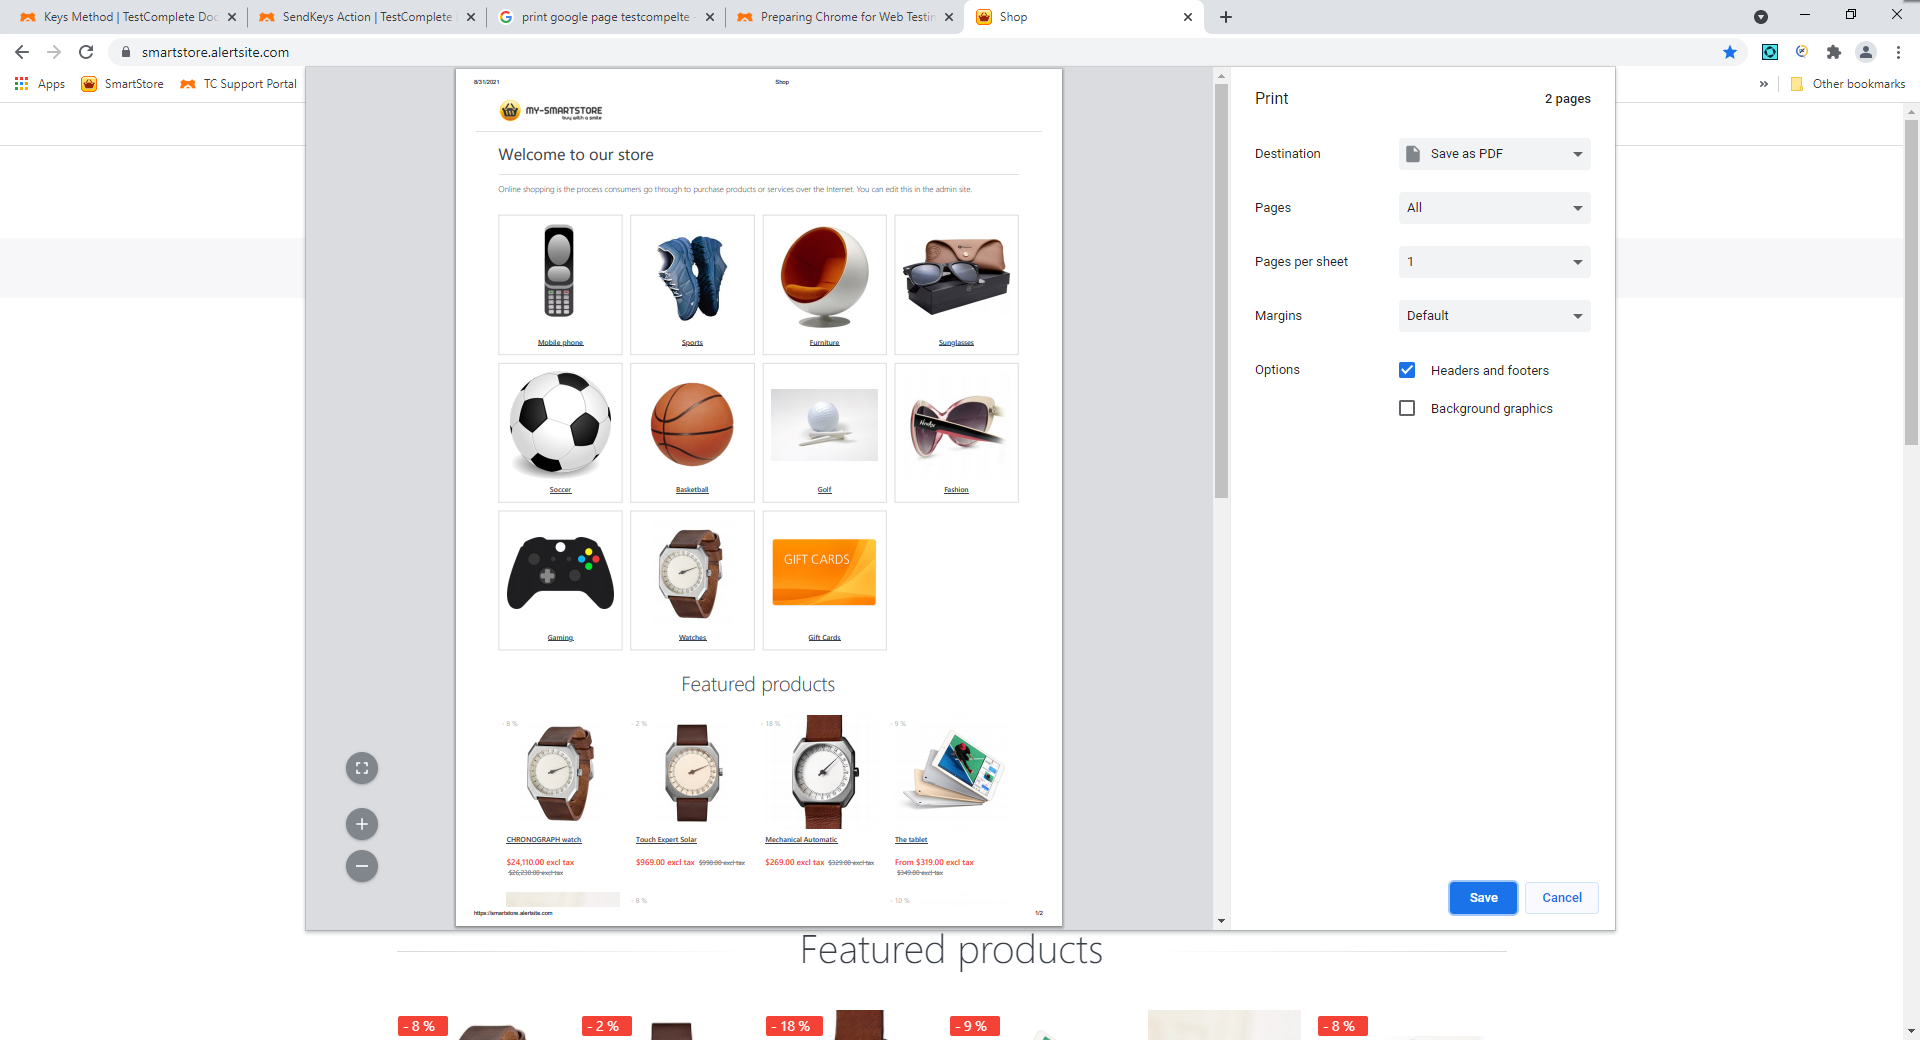 Keys Method | TestComplete Doc
SendKeys Action | TestComplete
print google page testcompelte
Preparing Chrome for Web Testin
Shop
smartstore.alertsite.com
Apps
SmartStore
TC Support Portal
Other bookmarks
8/31/2021
Shop
MY-SMARTSTORE
buy with a smile
Welcome to our store
Online shopping is the process consumers go through to purchase products or services over the Internet. You can edit this in the admin site.
Mobile phone
Sports
Furniture
Sunglasses
Soccer
Basketball
Golf
Fashion
GIFT CARDS
Gaming
Watches
Gift Cards
Featured products
- 8 %
- 2 %
- 18 %
- 9 %
CHRONOGRAPH watch
Touch Expert Solar
Mechanical Automatic
The tablet
$24,110.00 excl tax
$26,230.00 excl tax
$969.00 excl tax $990.00 excl tax
$269.00 excl tax $329.00 excl tax
From $319.00 excl tax
$349.00 excl tax
- 8 %
- 10 %
https://smartstore.alertsite.com
1/2
Print
2 pages
Destination
Save as PDF
Pages
All
Pages per sheet
1
Margins
Default
Options
Headers and footers
Background graphics
Save
Cancel
Featured products
- 8 %
- 2 %
- 18 %
- 9 %
- 8 %